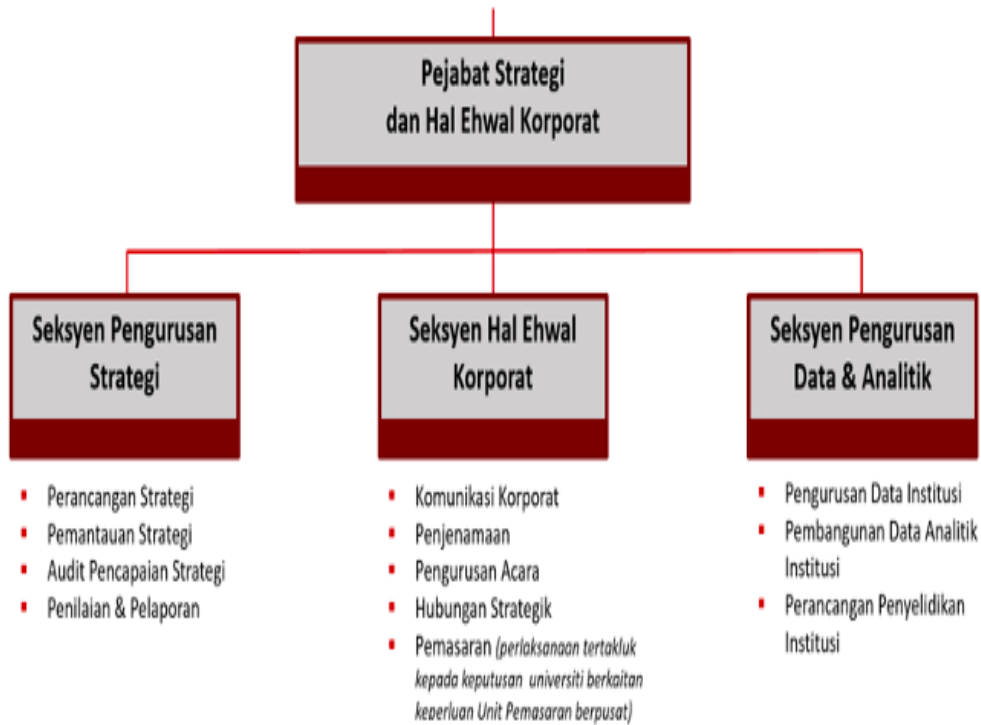 Pejabat Strategi
dan Hal Ehwal Korporat
Seksyen Pengurusan
Strategi
▪ Perancangan Strategi
▪ Pemantauan Strategi
▪ Audit Pencapaian Strategi
▪ Penilaian & Pelaporan
Seksyen Hal Ehwal
Korporat
▪ Komunikasi Korporat
▪ Penjenamaan
▪ Pengurusan Acara
▪ Hubungan Strategik
▪ Pemasaran (perlaksanaan tertakluk
kepada keputusan universiti berkaitan
keperluan Unit Pemasaran berpusat)
Seksyen Pengurusan
Data & Analitik
▪ Pengurusan Data Institusi
▪ Pembangunan Data Analitik
Institusi
▪ Perancangan Penyelidikan
Institusi